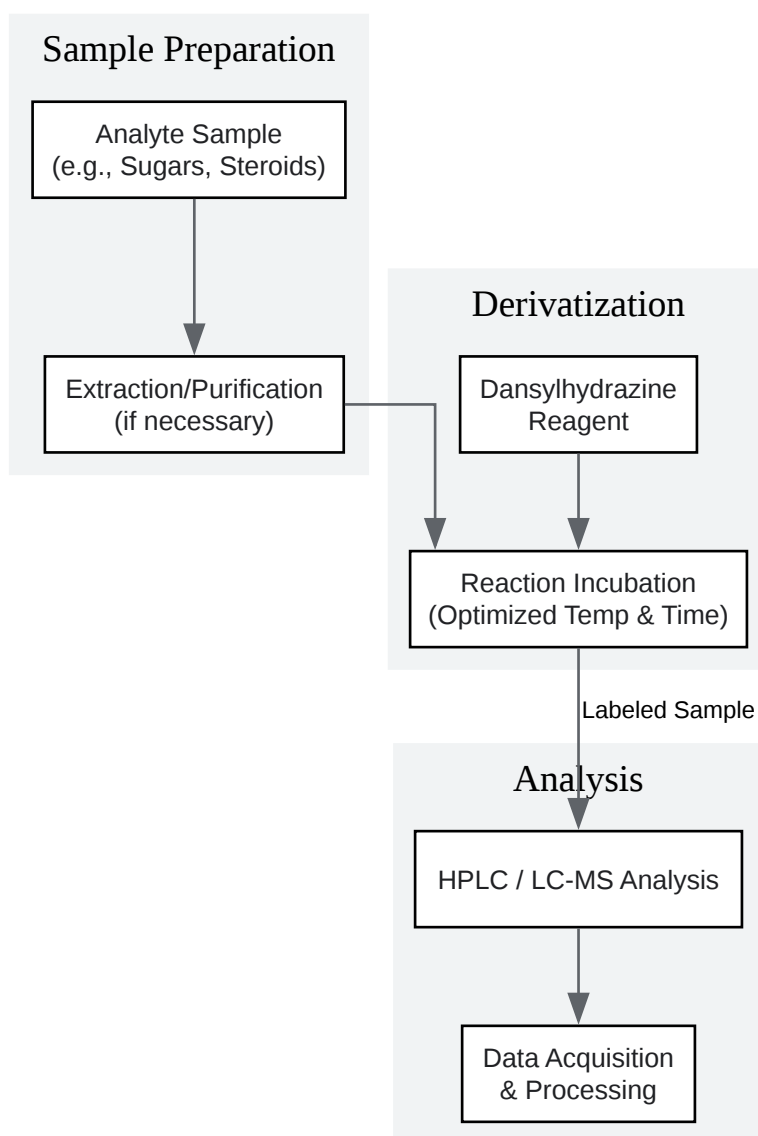 Sample Preparation
Analyte Sample
(e.g., Sugars, Steroids)
Extraction/Purification
(if necessary)
Derivatization
Dansylhydrazine
Reagent
Reaction Incubation
(Optimized Temp & Time)
Labeled Sample
Analysis
HPLC / LC-MS Analysis
Data Acquisition
& Processing